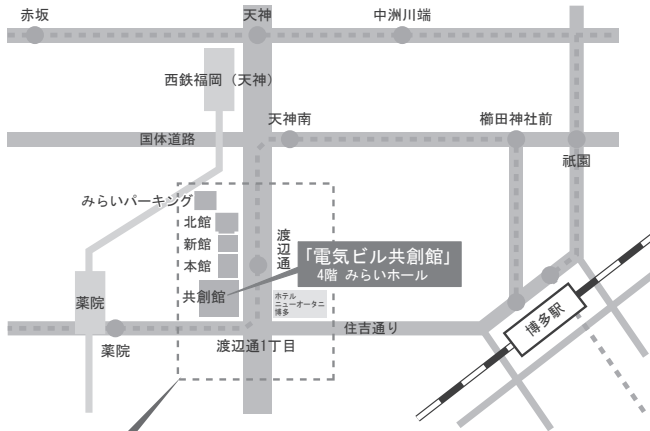 赤坂
天神
中洲川端
西鉄福岡（天神）
天神南
櫛田神社前
国体道路
祇園
みらいパーキング
北館
新館
本館
共創館
渡辺通
「電気ビル共創館」
4階 みらいホール
ホテル
ニューオータニ
博多
薬院
薬院
渡辺通1丁目
住吉通り
博多駅